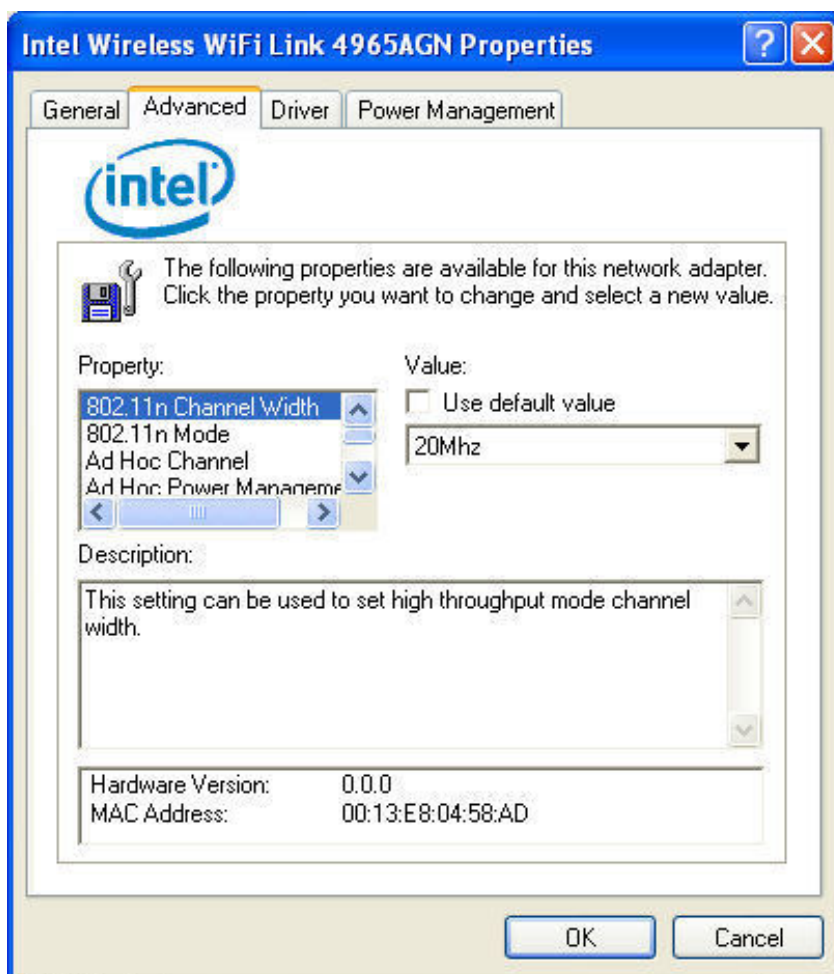 Intel Wireless WiFi Link 4965AGN Properties
General Advanced Driver Power Management
intel
The following properties are available for this network adapter.
Click the property you want to change and select a new value.
Property:
802.11n Channel Width
802.11n Mode
Ad Hoc Channel
Ad Hoc Power Manageme
Value:
Use default value
20Mhz
Description:
This setting can be used to set high throughput mode channel
width.
Hardware Version: 0.0.0
MAC Address: 00:13:E8:04:58:AD
OK Cancel